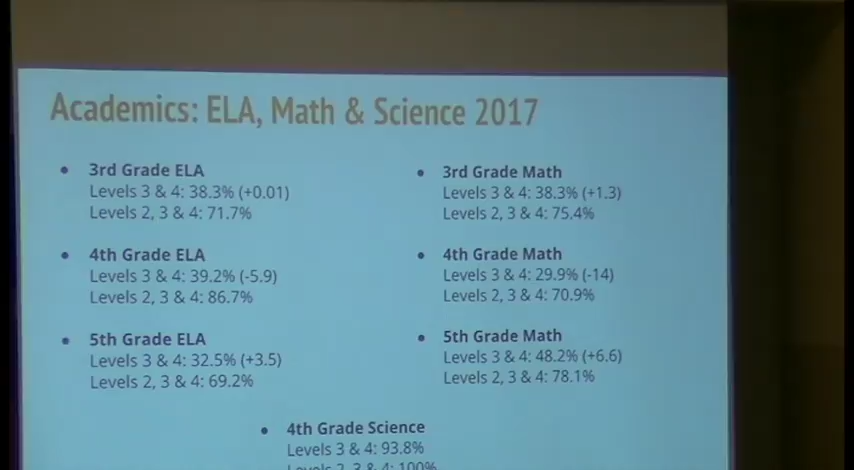 Academics: ELA, Math & Science 2017
• 3rd Grade ELA
Levels 3 & 4: 38.3% (+0.01)
Levels 2, 3 & 4: 71.7%
• 4th Grade ELA
Levels 3 & 4: 39.2% (-5.9)
Levels 2, 3 & 4: 86.7%
• 5th Grade ELA
Levels 3 & 4: 32.5% (+3.5)
Levels 2, 3 & 4: 69.2%
• 3rd Grade Math
Levels 3 & 4: 38.3% (+1.3)
Levels 2, 3 & 4: 75.4%
• 4th Grade Math
Levels 3 & 4: 29.9% (-14)
Levels 2, 3 & 4: 70.9%
• 5th Grade Math
Levels 3 & 4: 48.2% (+6.6)
Levels 2, 3 & 4: 78.1%
• 4th Grade Science
Levels 3 & 4: 93.8%
Levels 2, 3 & 4: 100%